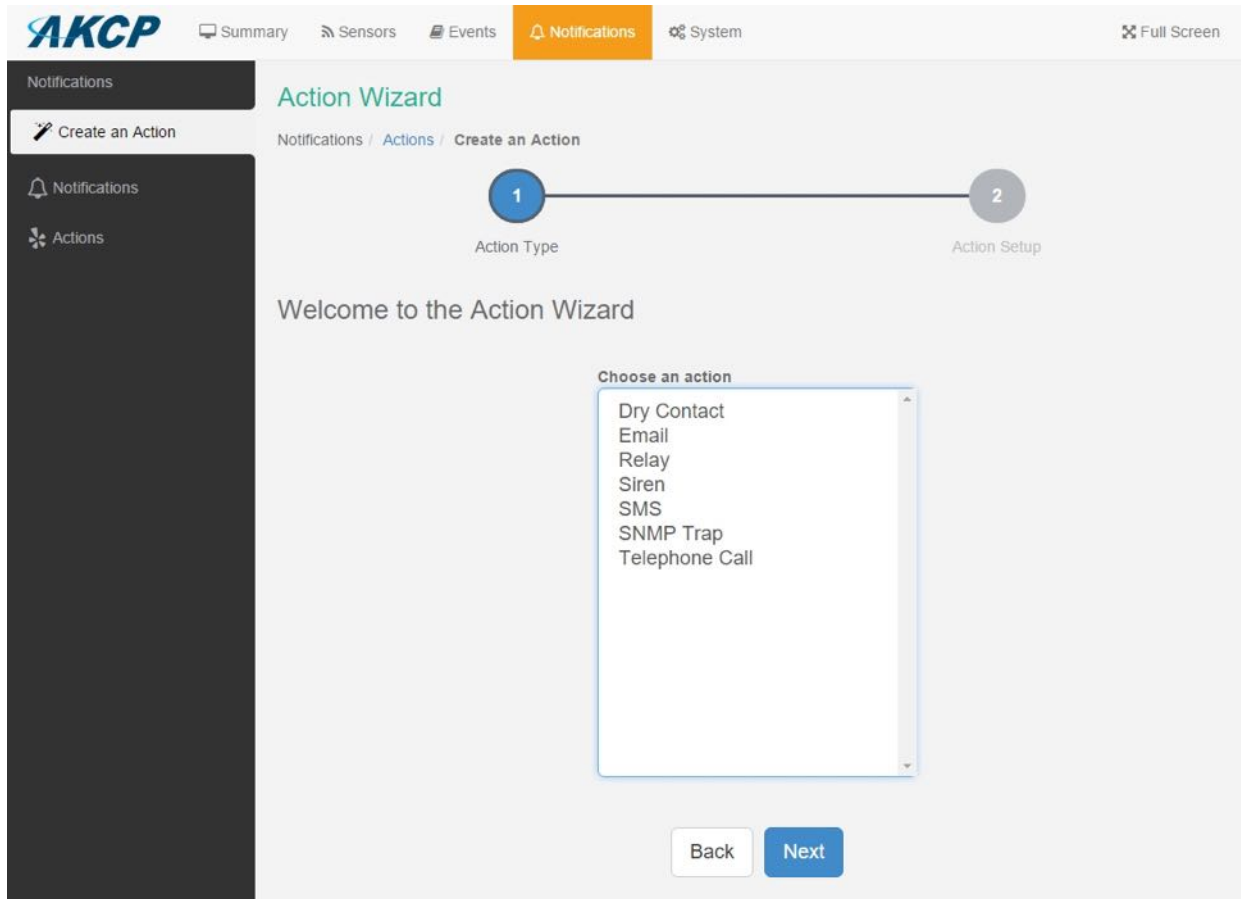 AKCP Summary Sensors Events Notifications System Full Screen
Notifications
Create an Action
Notifications
Actions
Action Wizard
Notifications / Actions / Create an Action
1 2
Action Type Action Setup
Welcome to the Action Wizard
Choose an action
Dry Contact
Email
Relay
Siren
SMS
SNMP Trap
Telephone Call
Back Next